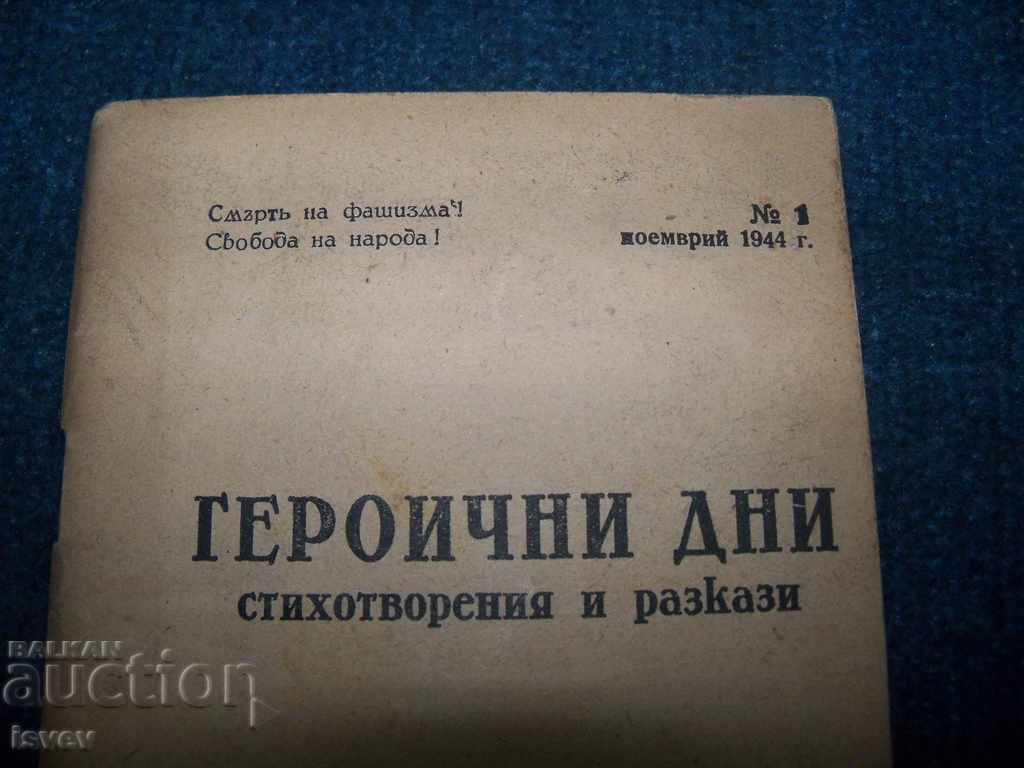 Смърть на фашизма!
Свобода на народа!
№ 1
ноемврий 1944 г.
ГЕРОИЧНИ ДНИ
стихотворения и разкази
BALKAN
auction
isvev